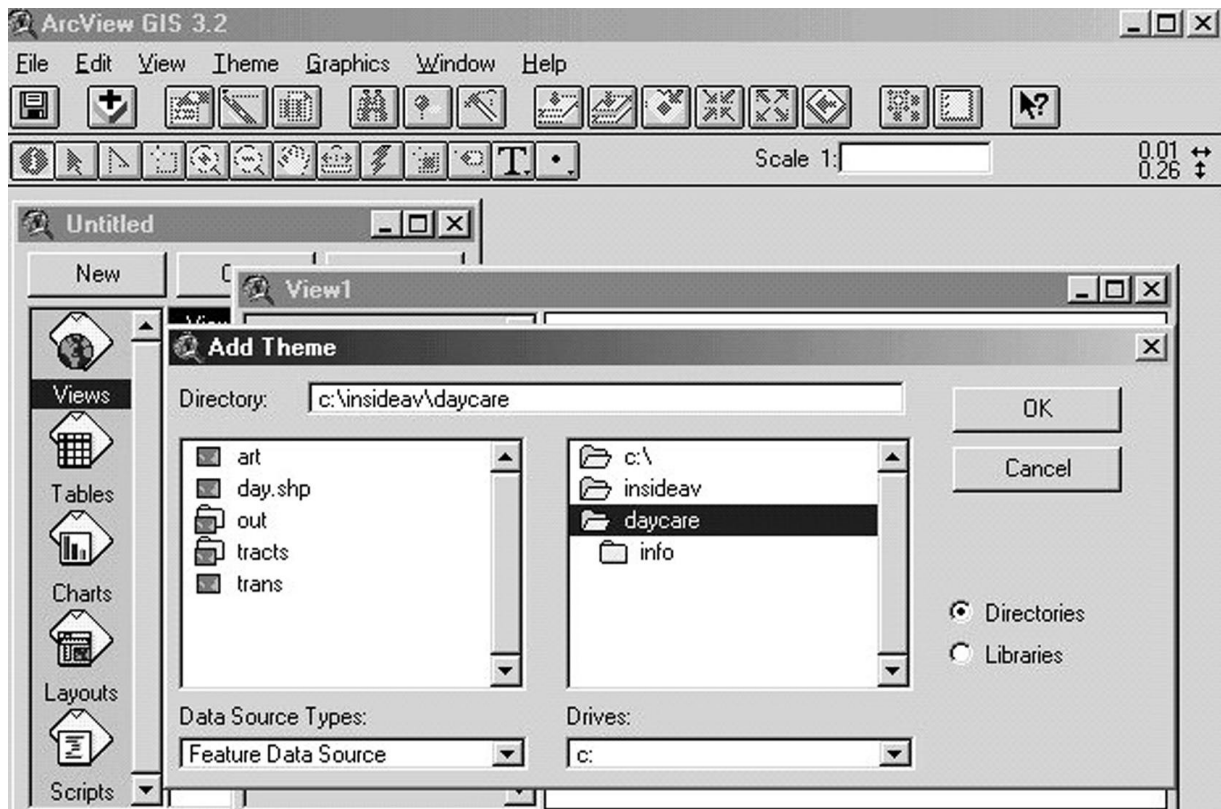 ArcView GIS 3.2
File Edit View Theme Graphics Window Help
T
Scale 1:
0.01
0.26
Untitled
New
View1
Add Theme
Views
Directory: c:\insideav\daycare
OK
Cancel
art
day.shp
out
tracts
trans
c:\
insideav
daycare
info
Tables
Charts
Layouts
Scripts
Directories
Libraries
Data Source Types:
Feature Data Source
Drives:
c: